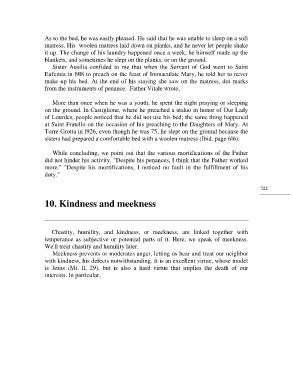 As to the bed, he was easily pleased. He said that he was unable to sleep on a soft
matress. His woolen matress laid down on planks, and he never let people shake
it up. The change of his laundry happened once a week, he himself made up the
blankets, and sometimes he slept on the planks, or on the ground.
Sister Ausilia confided to me that when the Servant of God went to Saint
Eufemia in 1908 to preach on the feast of Immaculate Mary, he told her to never
make up his bed. At the end of his staying she saw on the matress, dot marks
from the instruments of penance. Father Vitale wrote,
More than once when he was a youth, he spent the night praying or sleeping
on the ground. In Castiglione, where he preached a triduo in honor of Our Lady
of Lourdes, people noticed that he did not use his bed; the same thing happened
at Saint Fratello on the occasion of his preaching to the Daughters of Mary. At
Torre Grotta in 1926, even though he was 75, he slept on the ground because the
sisters had prepared a comfortable bed with a woolen matress (Ibid, page 6/6).
While concluding, we point out that the various mortifications of the Father
did not hinder his activity. "Despite his penances, I think that the Father worked
more." "Despite his mortifications, I noticed no fault in the fulfillment of his
duty."
722
10. Kindness and meekness
Chastity, humility, and kindness, or meekness, are linked together with
temperance as subjective or potential parts of it. Here, we speak of meekness.
We'll treat chastity and humility later.
Meekness prevents or moderates anger, letting us bear and treat our neighbor
with kindness, his defects notwithstanding. It is an excellent virtue, whose model
is Jesus (Mt. II, 29), but is also a hard virtue that implies the death of our
interests. In particular,